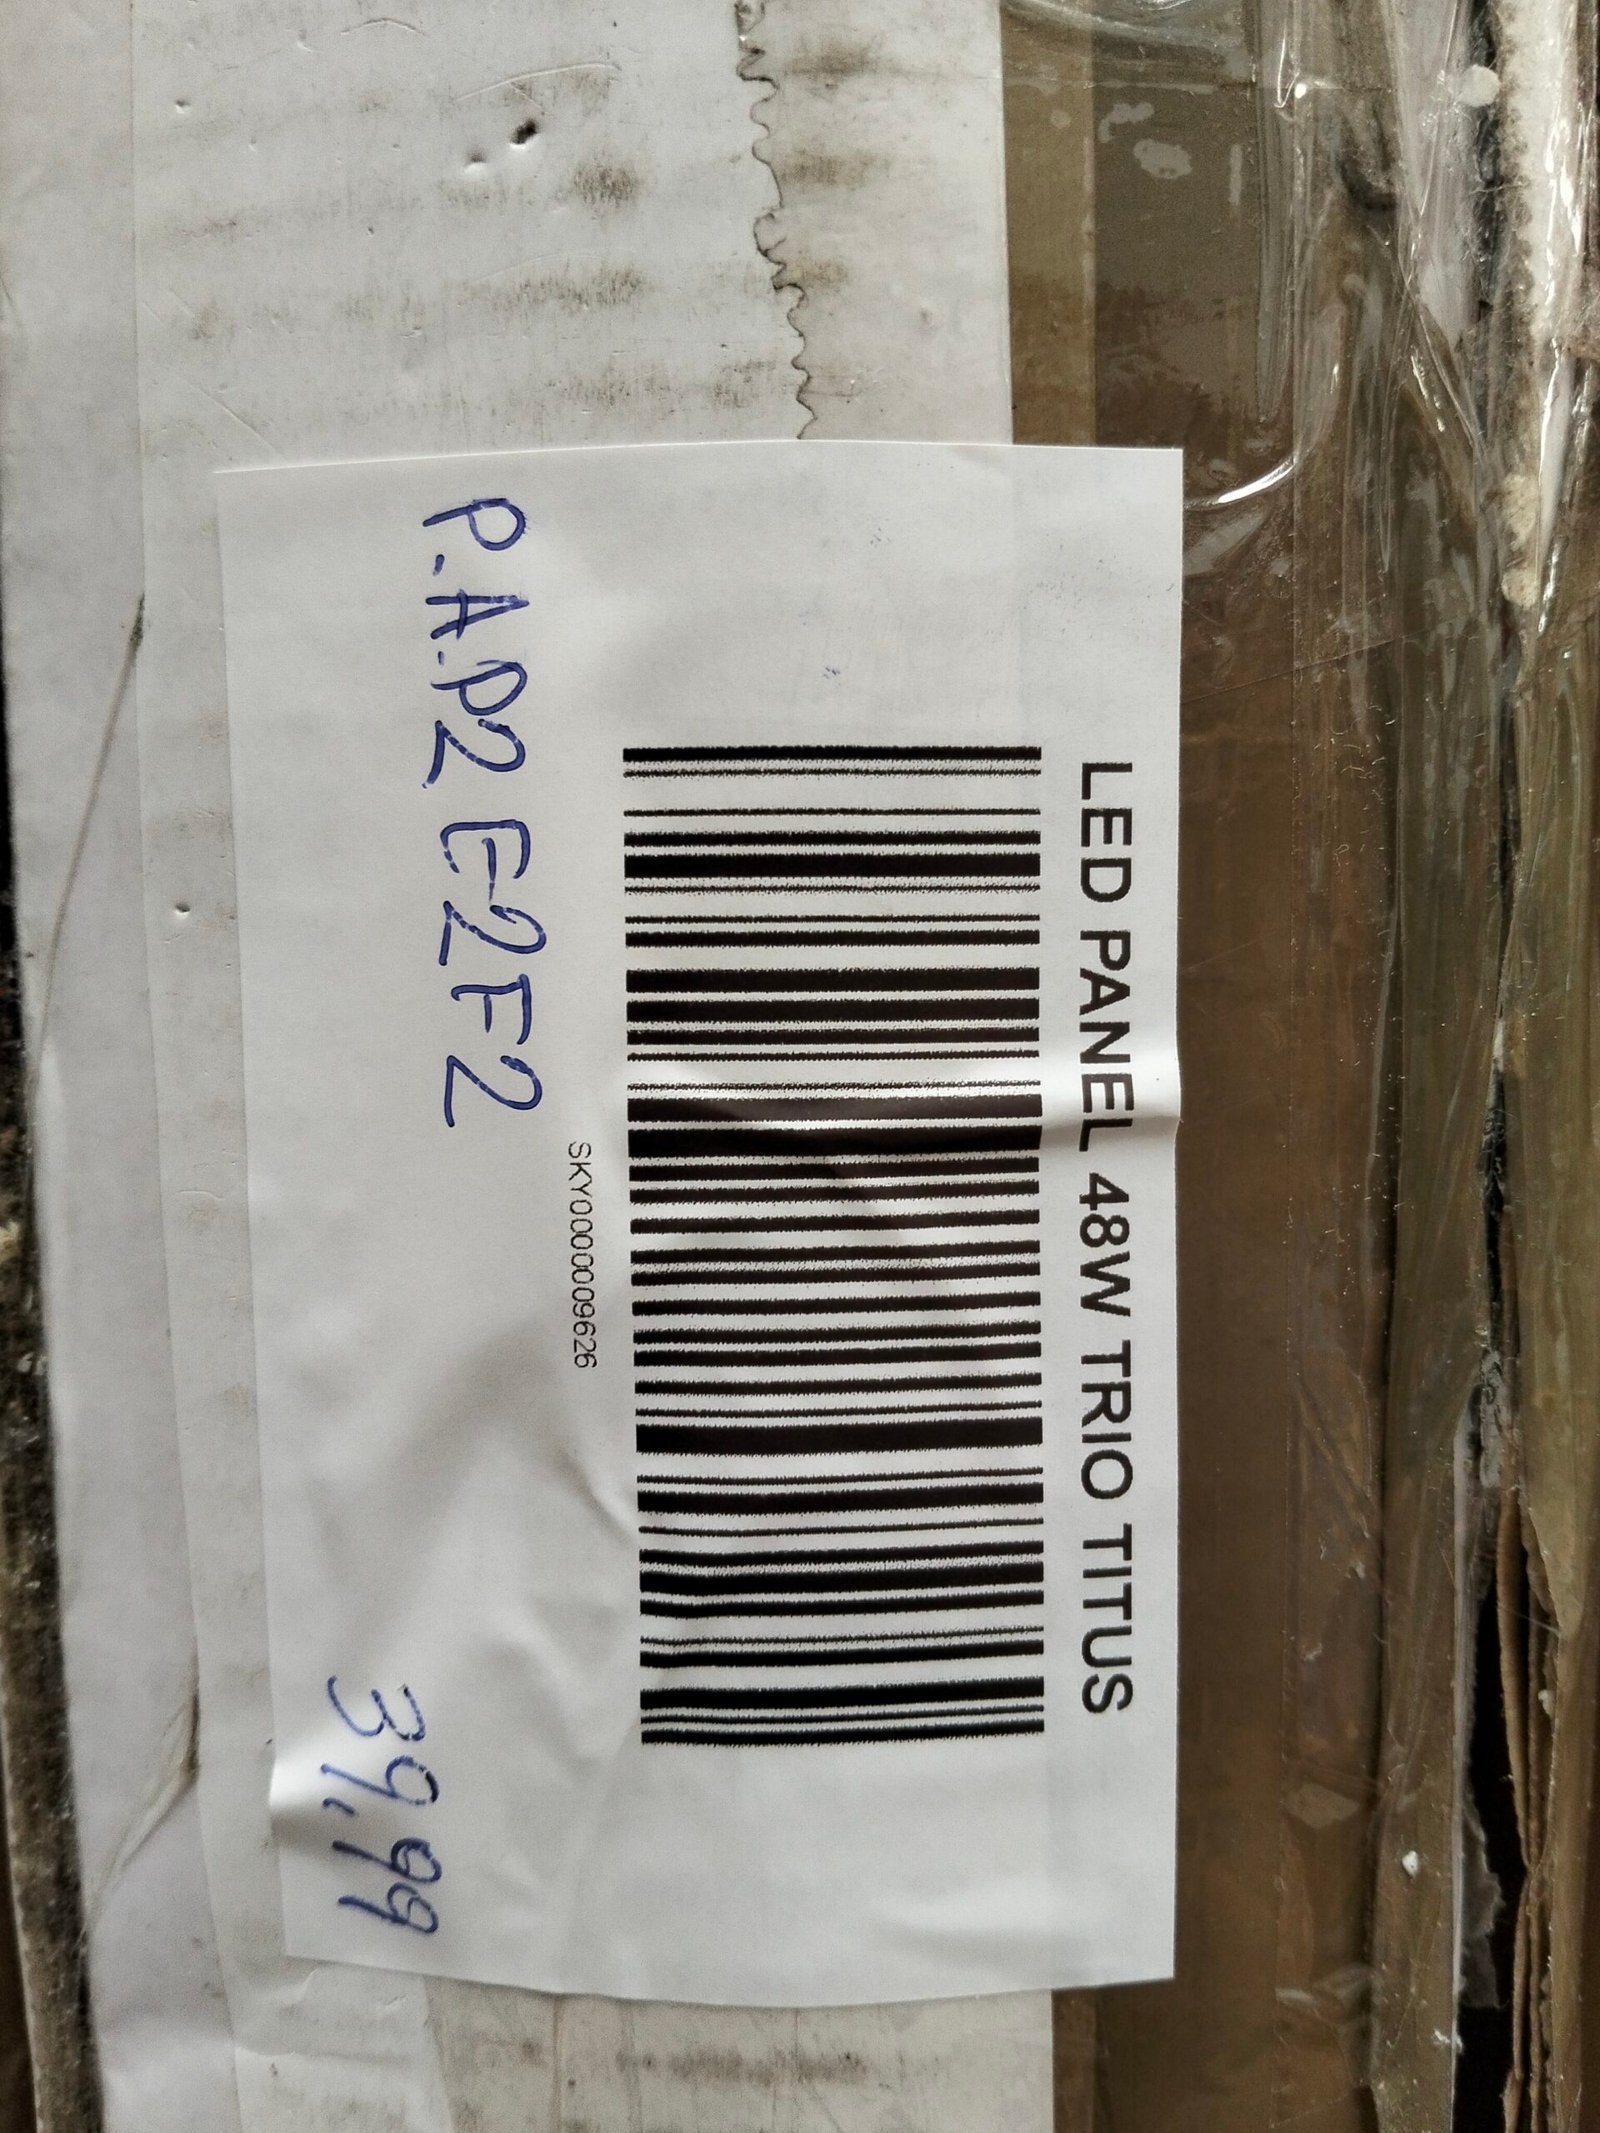 LED PANEL 48W TRIO TITUS
SKY000009626
P.A.P2 E2F2
39,99